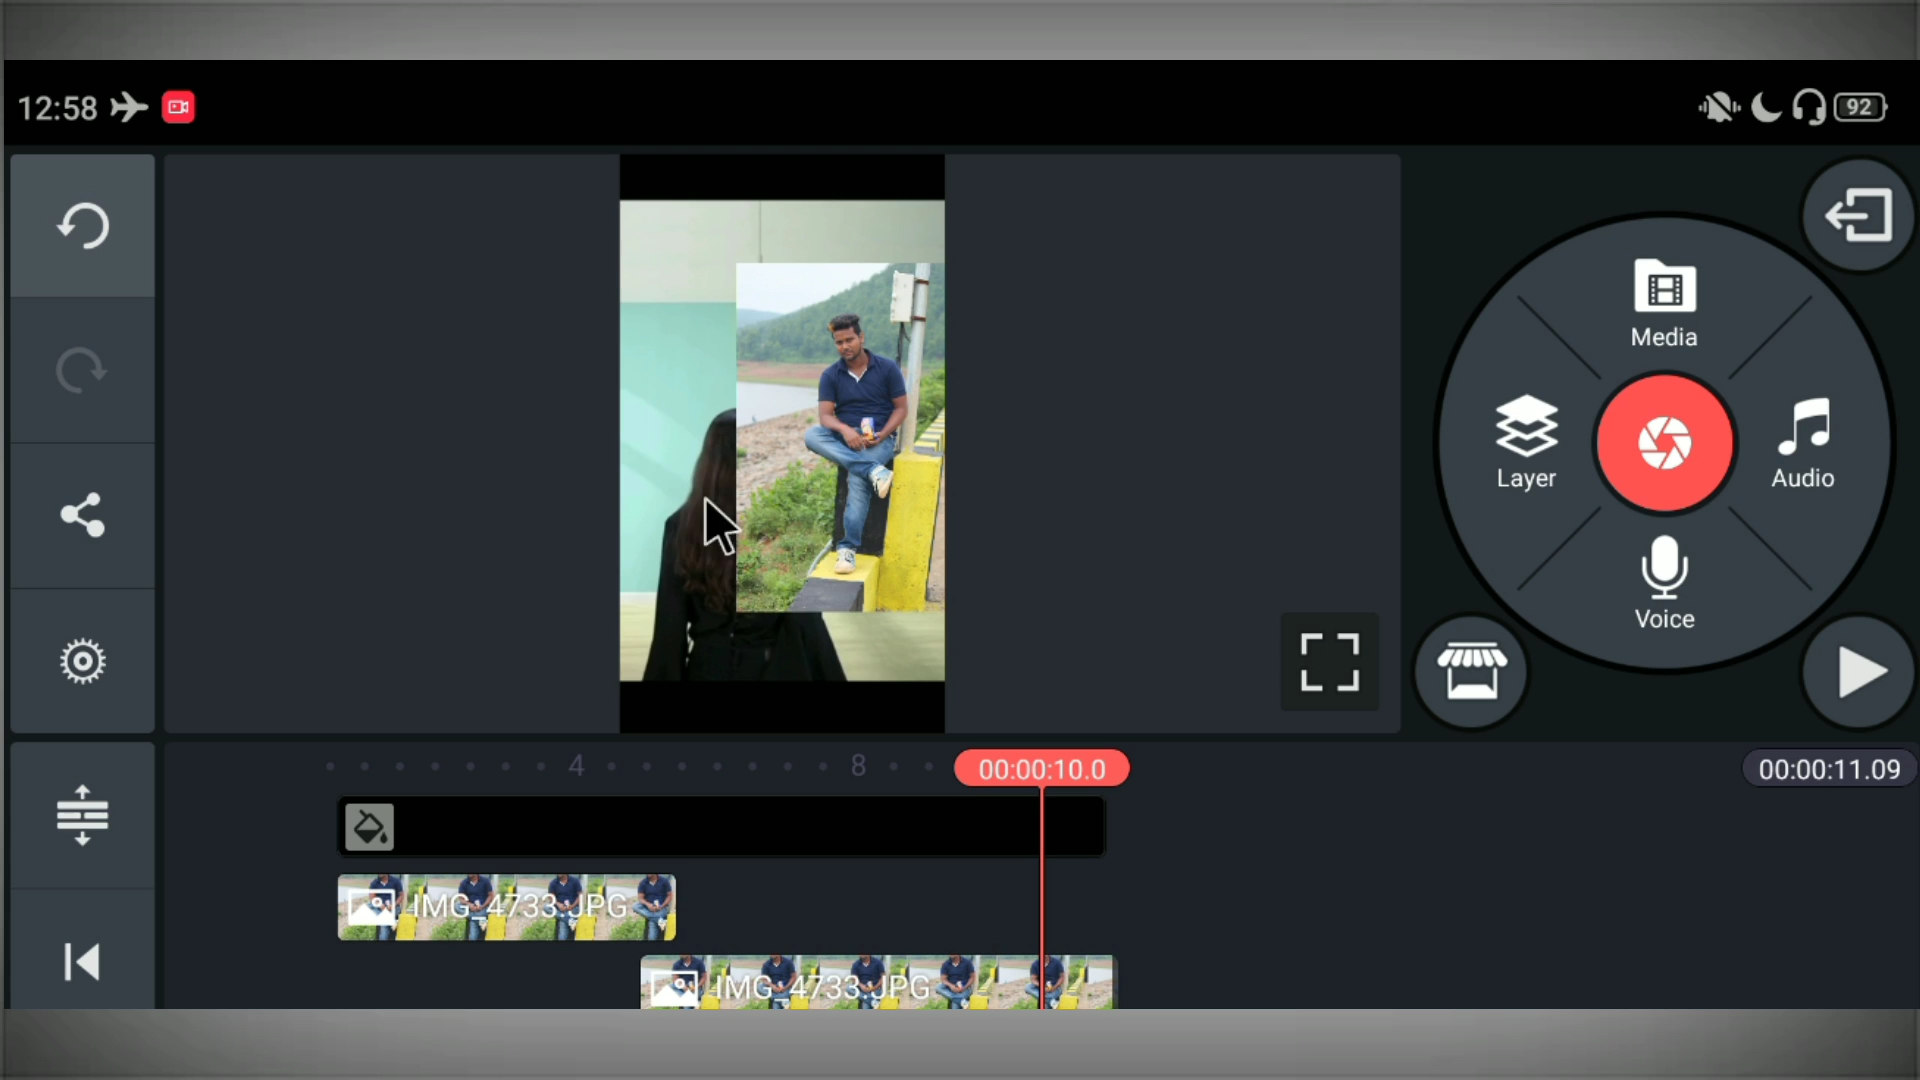 12:58
92
Media
Layer
Audio
Voice
4
8
00:00:10.0
00:00:11.09
IMG_4733.JPG
IMG_4733.JPG